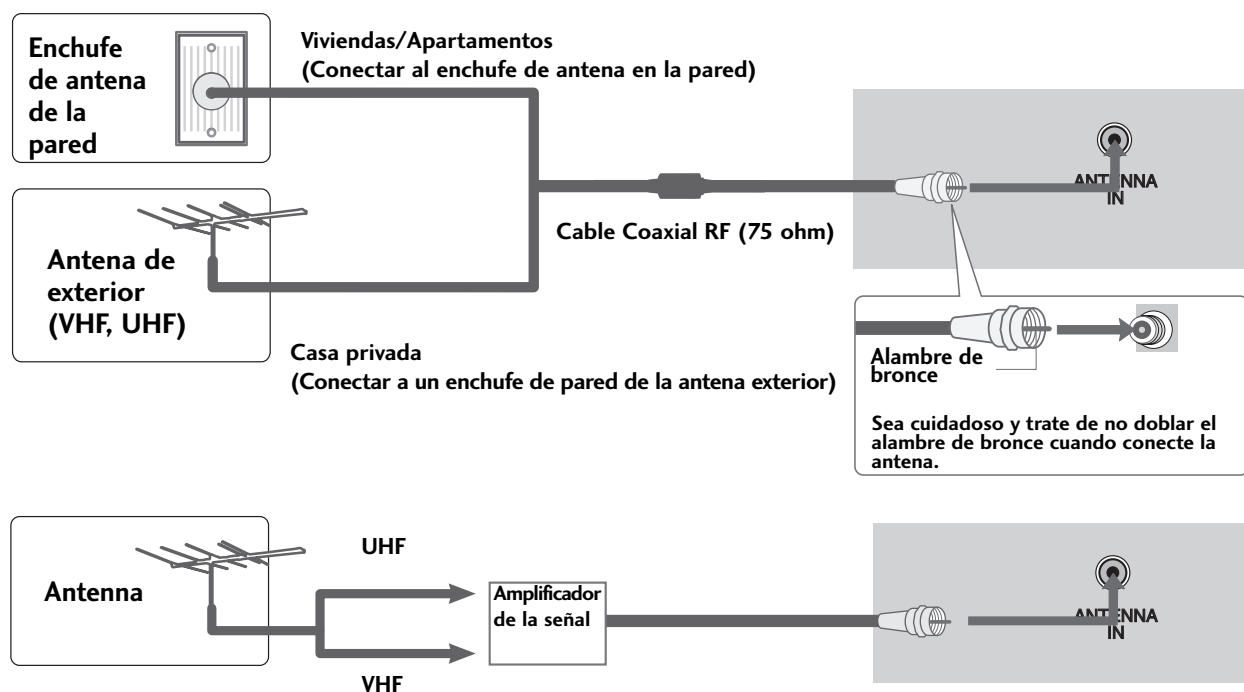 Enchufe
de antena
de la
pared
Viviendas/Apartamentos
(Conectar al enchufe de antena en la pared)
ANTENNA
IN
Cable Coaxial RF (75 ohm)
Antena de
exterior
(VHF, UHF)
Casa privada
(Conectar a un enchufe de pared de la antena exterior)
Alambre de
bronce
Sea cuidadoso y trate de no doblar el
alambre de bronce cuando conecte la
antena.
Antenna
UHF
VHF
Amplificador
de la señal
ANTENNA
IN